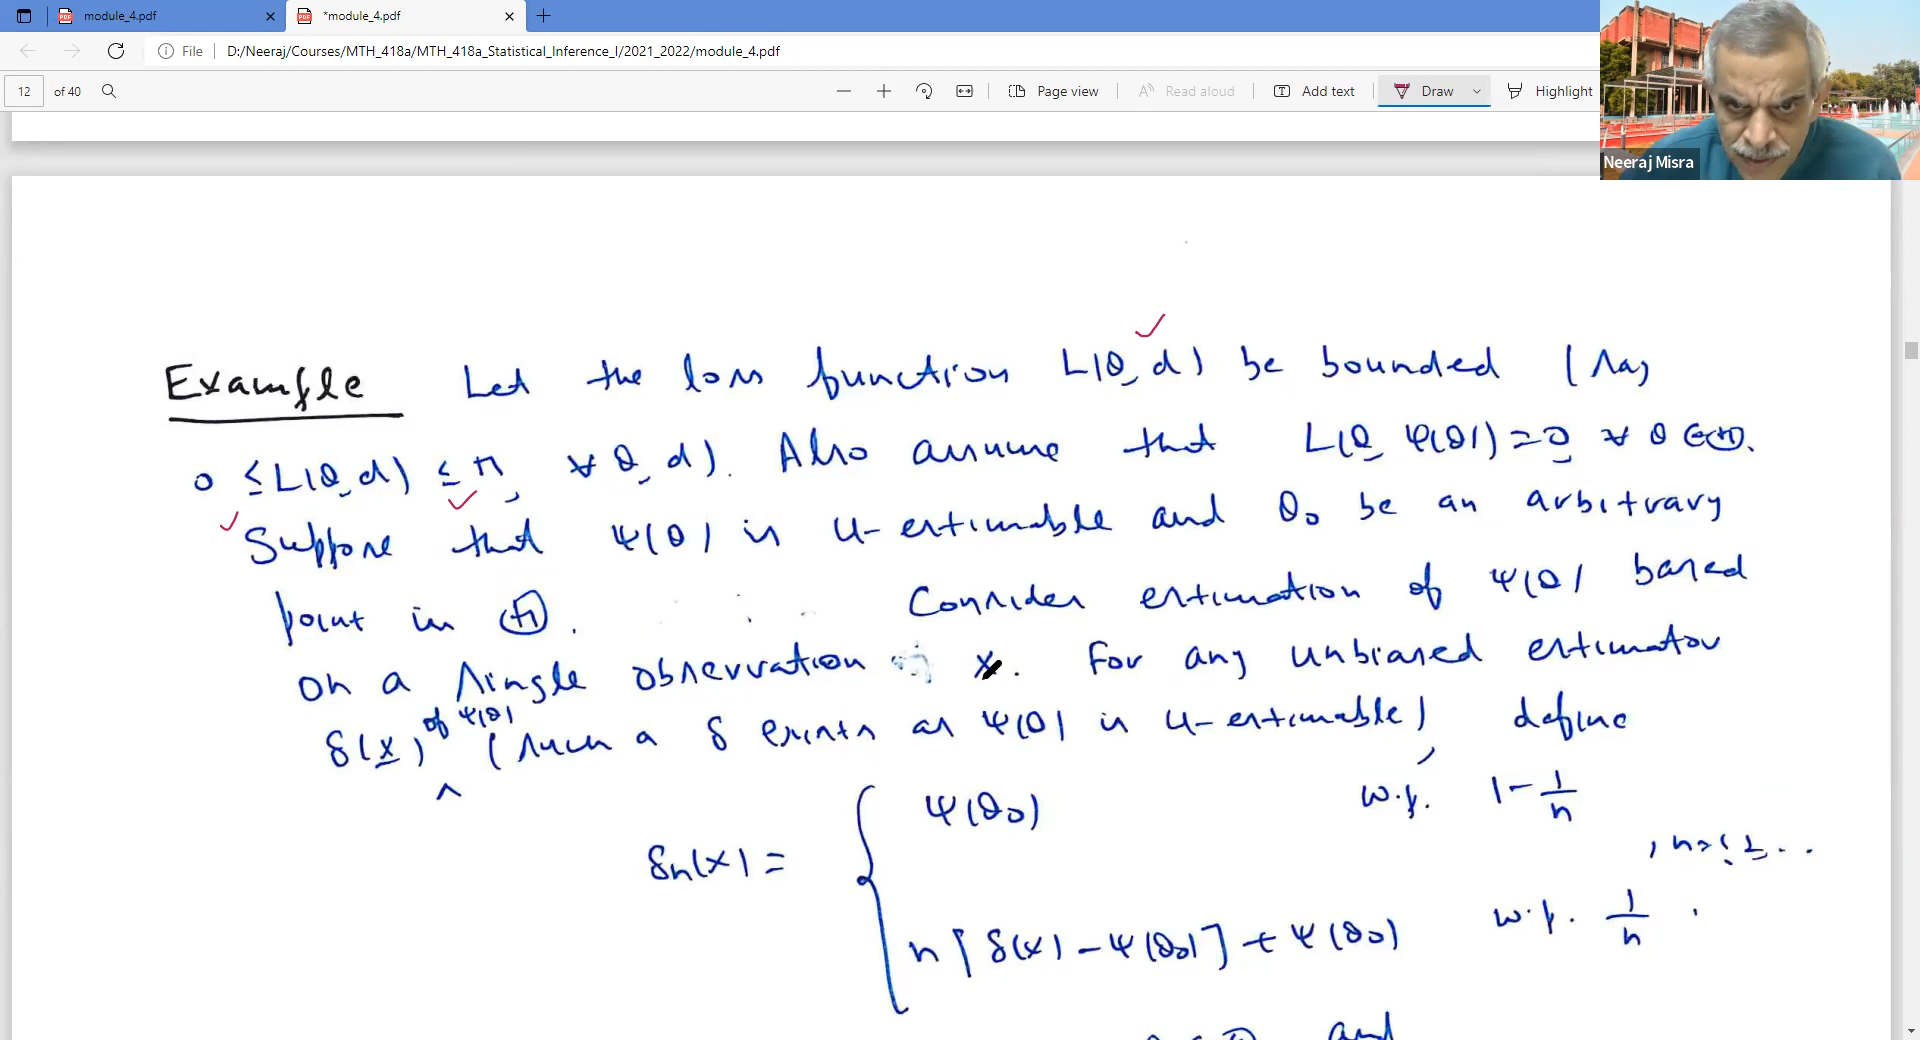 module_4.pdf
*module_4.pdf
File D:/Neeraj/Courses/MTH_418a/MTH_418a_Statistical_Inference_I/2021_2022/module_4.pdf
12 of 40 Page view Read aloud Add text Draw Highlight
Neeraj Misra
Example Let the loss function L(θ, d) be bounded (say
0 ≤ L(θ, d) ≤ M, ∀ θ, d). Also assume that L(θ, ψ(θ)) = 0, ∀ θ ∈ Θ.
Suppose that ψ(θ) is U-estimable and θ₀ be an arbitrary
point in Θ. Consider estimation of ψ(θ) based
on a single observation X. For any unbiased estimator
δ(X) of ψ(θ) (such a δ exists as ψ(θ) is U-estimable), define
ψ(θ₀) w.p. 1 - 1/n
δn(X) = , n = 1, 2, ..
n[δ(X) - ψ(θ₀)] + ψ(θ₀) w.p. 1/n .
and